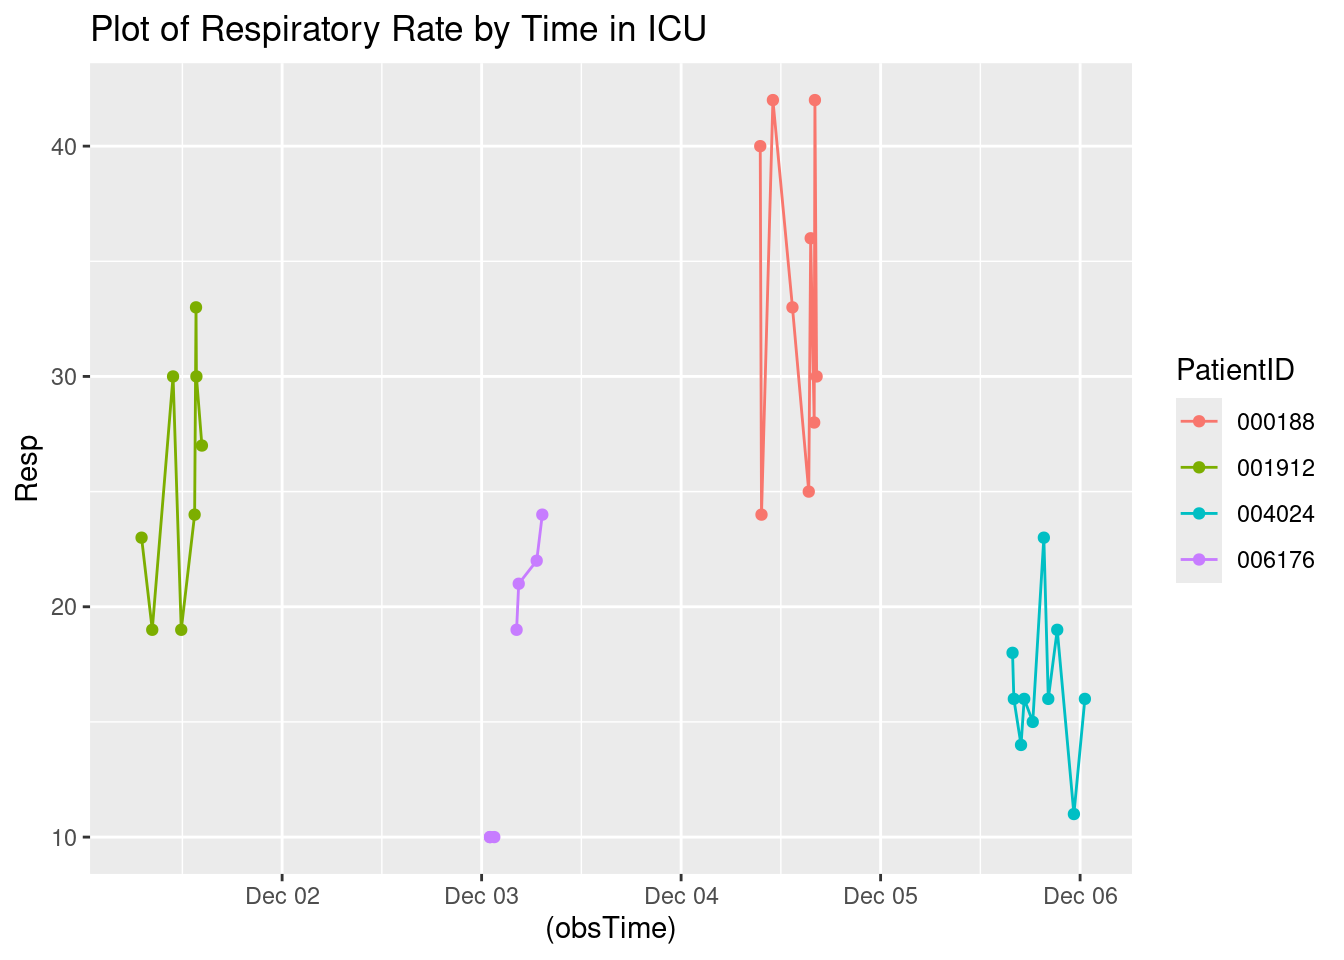 Plot of Respiratory Rate by Time in ICU
40
30
20
10
Resp
Dec 02
Dec 03
Dec 04
Dec 05
Dec 06
(obsTime)
PatientID
000188
001912
004024
006176